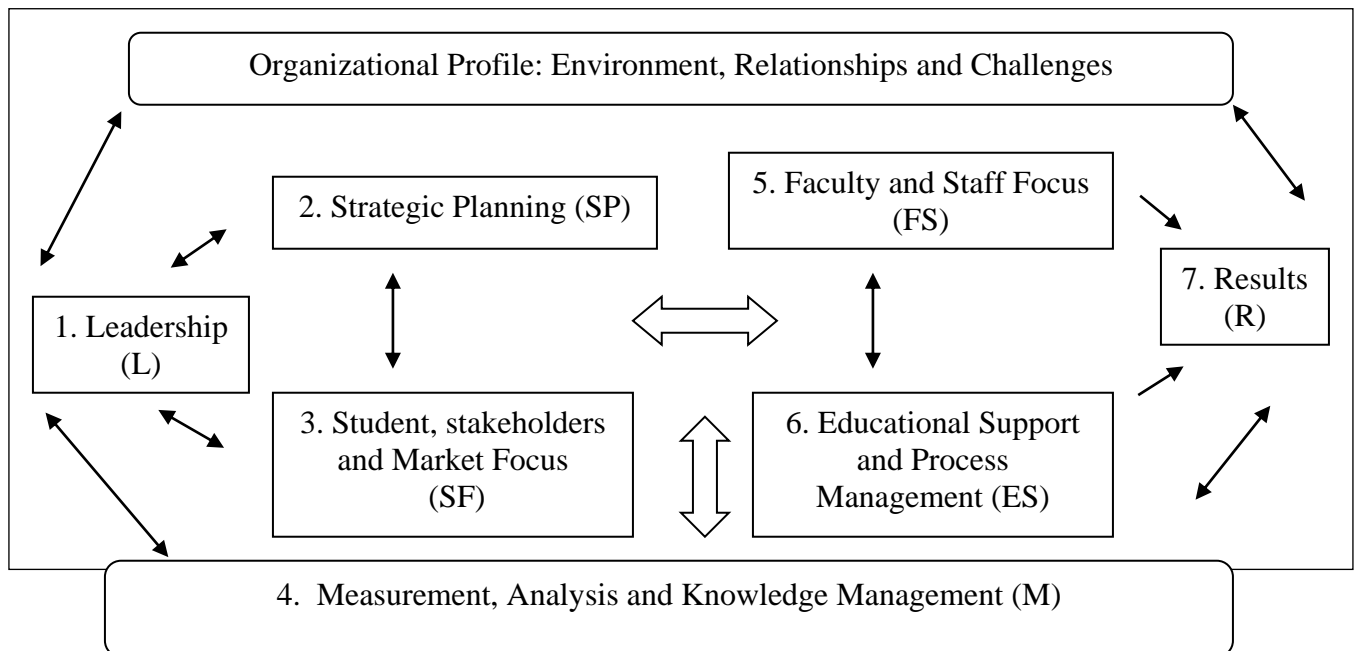 Organizational Profile: Environment, Relationships and Challenges
5. Faculty and Staff Focus
(FS)
2. Strategic Planning (SP)
7. Results
(R)
1. Leadership
(L)
3. Student, stakeholders
and Market Focus
(SF)
6. Educational Support
and Process
Management (ES)
4. Measurement, Analysis and Knowledge Management (M)